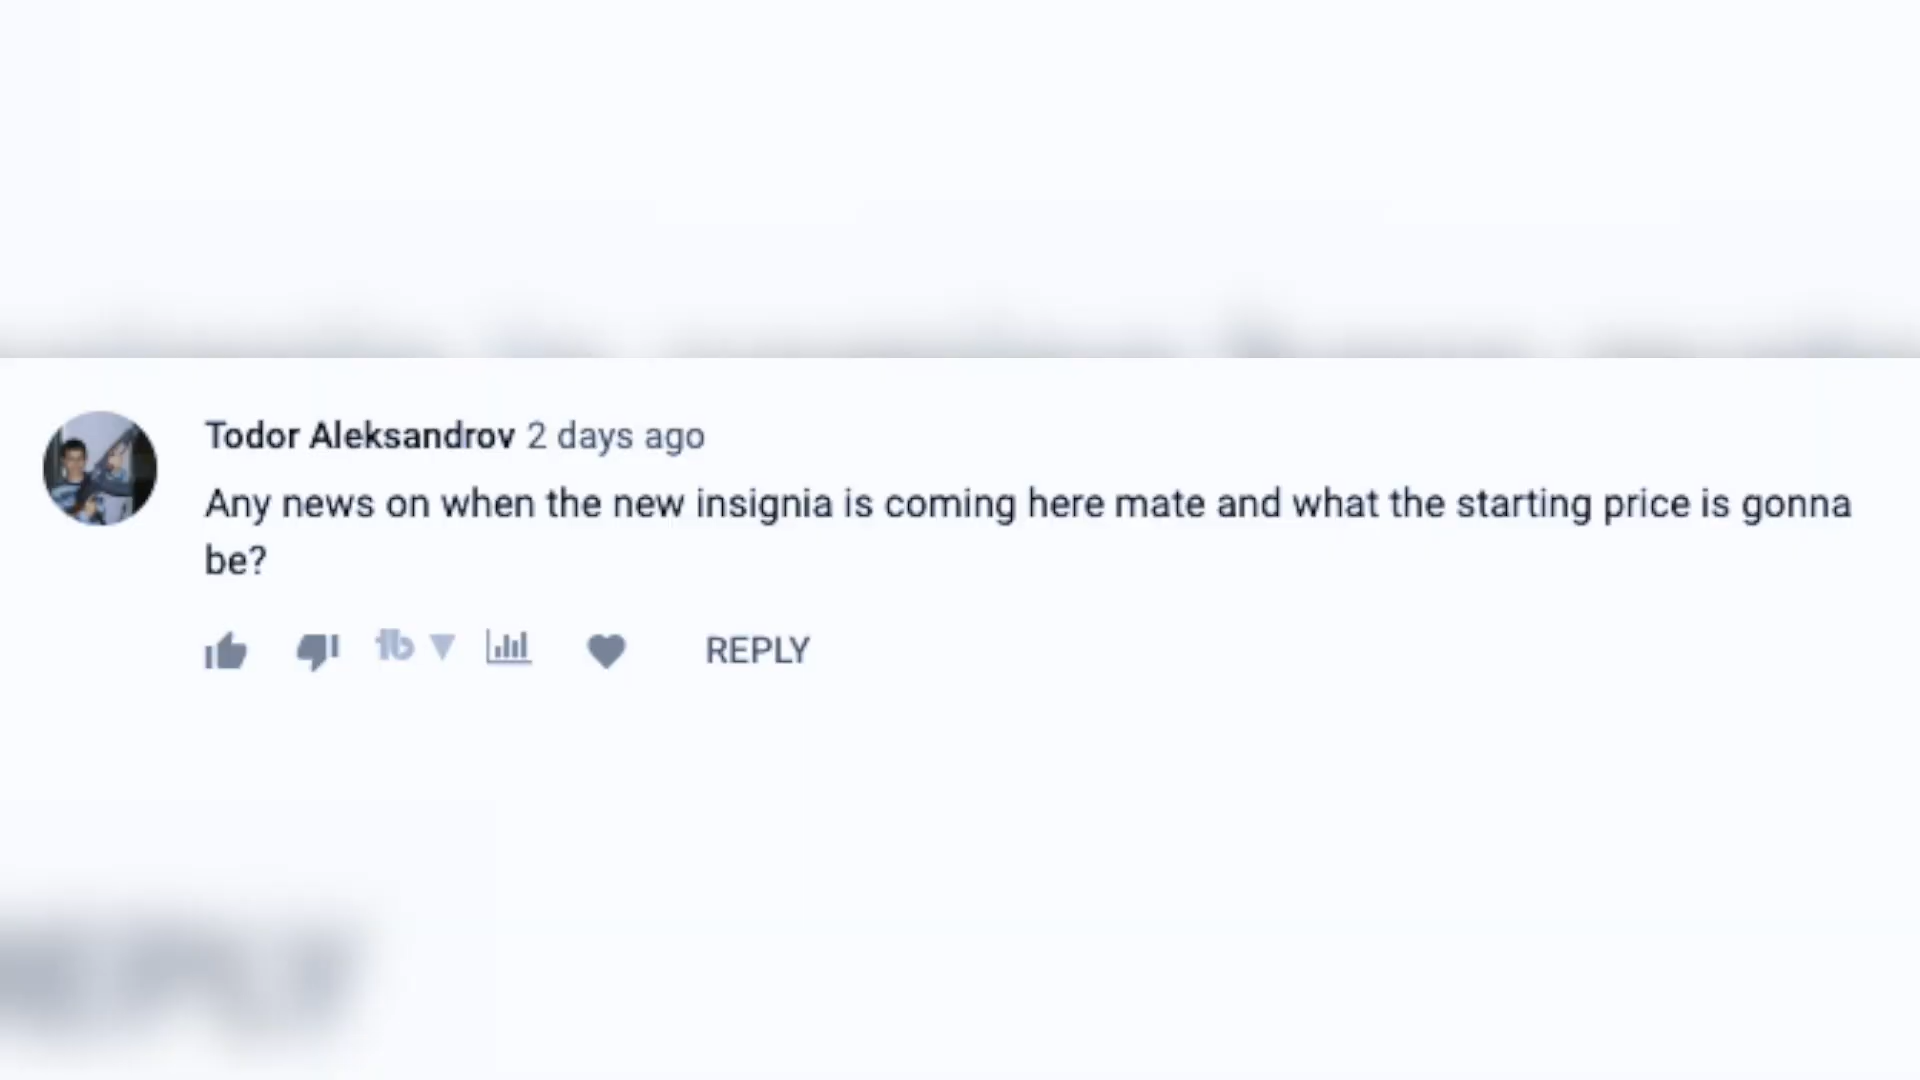 Todor Aleksandrov 2 days ago
Any news on when the new insignia is coming here mate and what the starting price is gonna
be?
REPLY